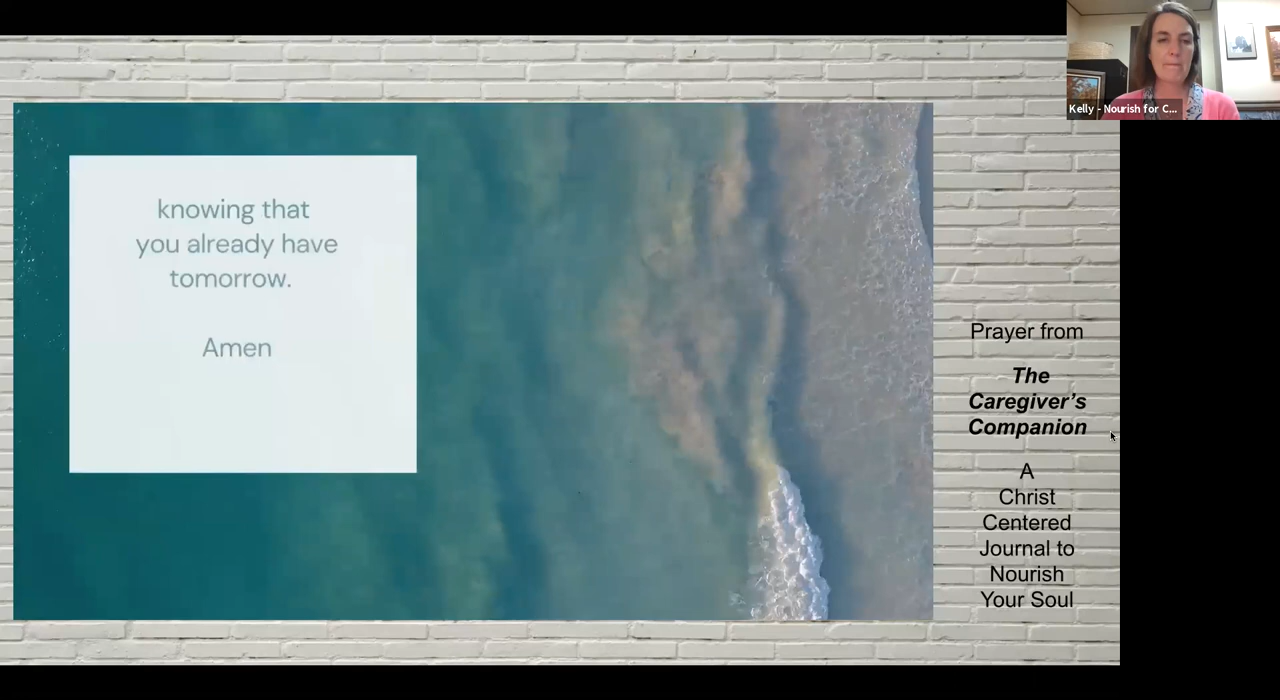 knowing that
you already have
tomorrow.
Amen
Kelly - Nourish for C...
Prayer from
The
Caregiver's
Companion
A
Christ
Centered
Journal to
Nourish
Your Soul